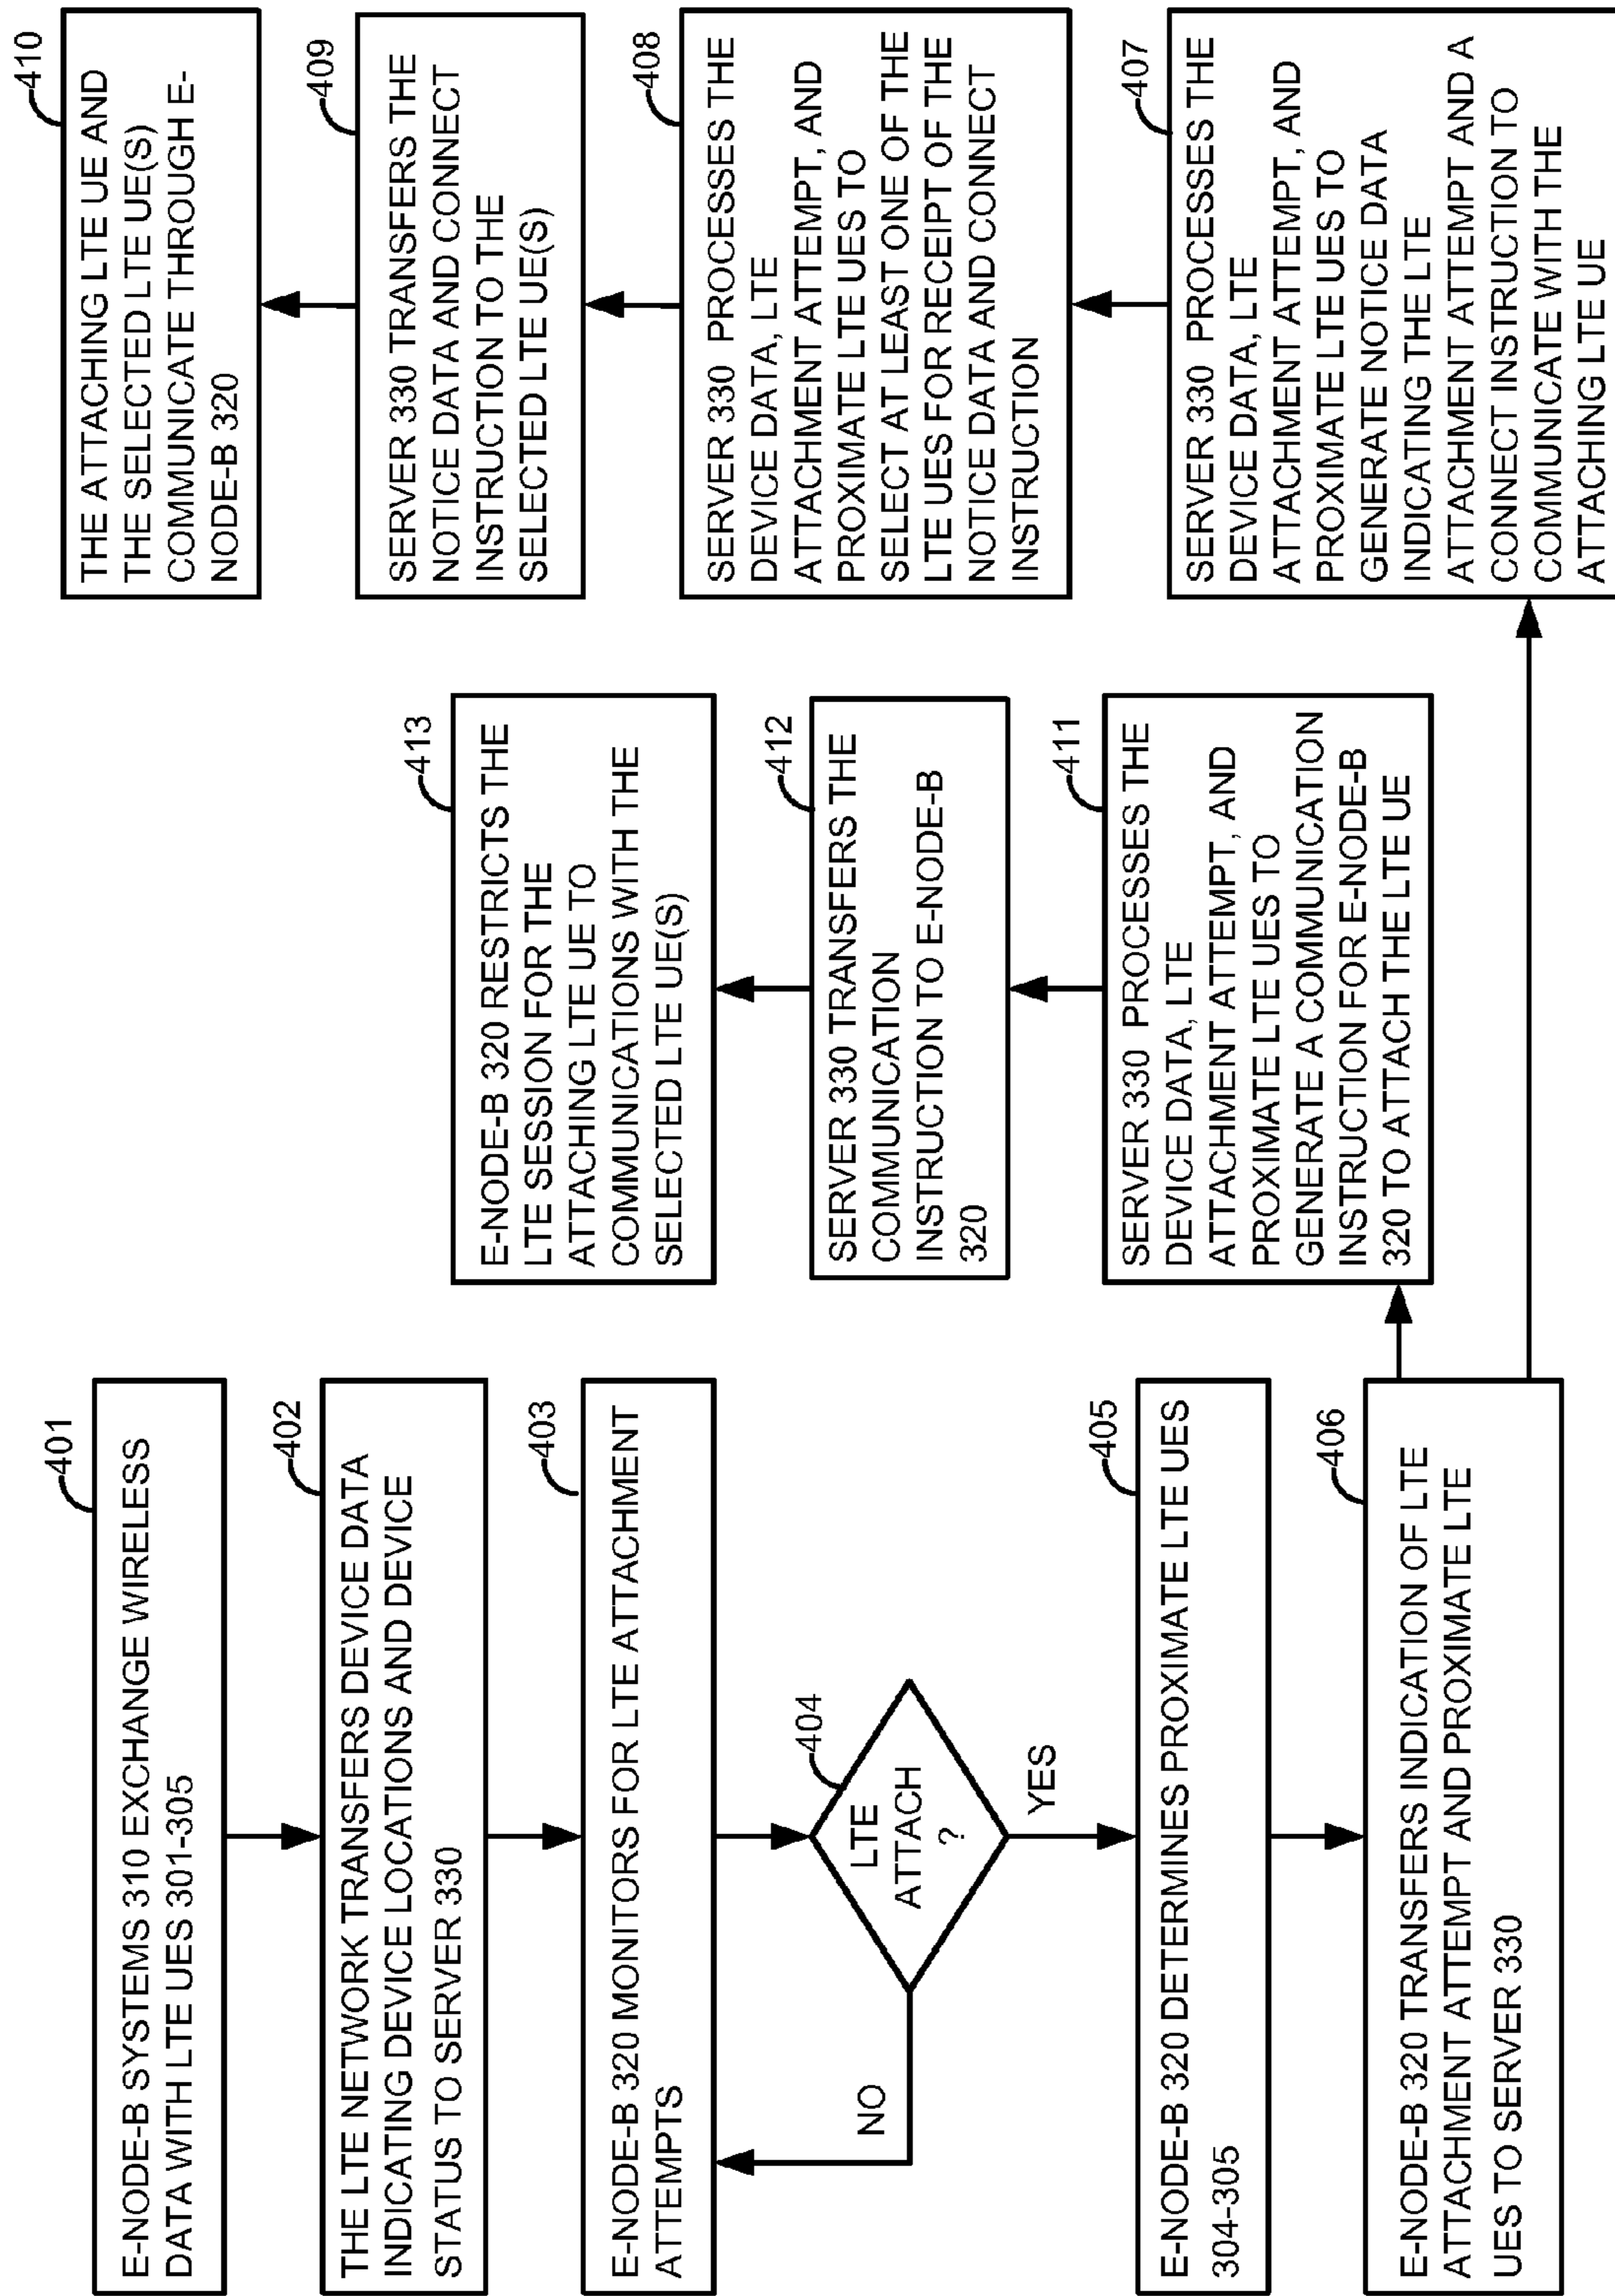 401
E-NODE-B SYSTEMS 310 EXCHANGE WIRELESS
DATA WITH LTE UES 301-305
402
THE LTE NETWORK TRANSFERS DEVICE DATA
INDICATING DEVICE LOCATIONS AND DEVICE
STATUS TO SERVER 330
403
E-NODE-B 320 MONITORS FOR LTE ATTACHMENT
ATTEMPTS
404
LTE
ATTACH
?
NO
YES
405
E-NODE-B 320 DETERMINES PROXIMATE LTE UES
304-305
406
E-NODE-B 320 TRANSFERS INDICATION OF LTE
ATTACHMENT ATTEMPT AND PROXIMATE LTE
UES TO SERVER 330
413
E-NODE-B 320 RESTRICTS THE
LTE SESSION FOR THE
ATTACHING LTE UE TO
COMMUNICATIONS WITH THE
SELECTED LTE UE(S)
412
SERVER 330 TRANSFERS THE
COMMUNICATION
INSTRUCTION TO E-NODE-B
320
411
SERVER 330 PROCESSES THE
DEVICE DATA, LTE
ATTACHMENT ATTEMPT, AND
PROXIMATE LTE UES TO
GENERATE A COMMUNICATION
INSTRUCTION FOR E-NODE-B
320 TO ATTACH THE LTE UE
410
THE ATTACHING LTE UE AND
THE SELECTED LTE UE(S)
COMMUNICATE THROUGH E-
NODE-B 320
409
SERVER 330 TRANSFERS THE
NOTICE DATA AND CONNECT
INSTRUCTION TO THE
SELECTED LTE UE(S)
408
SERVER 330 PROCESSES THE
DEVICE DATA, LTE
ATTACHMENT ATTEMPT, AND
PROXIMATE LTE UES TO
SELECT AT LEAST ONE OF THE
LTE UES FOR RECEIPT OF THE
NOTICE DATA AND CONNECT
INSTRUCTION
407
SERVER 330 PROCESSES THE
DEVICE DATA, LTE
ATTACHMENT ATTEMPT, AND
PROXIMATE LTE UES TO
GENERATE NOTICE DATA
INDICATING THE LTE
ATTACHMENT ATTEMPT AND A
CONNECT INSTRUCTION TO
COMMUNICATE WITH THE
ATTACHING LTE UE